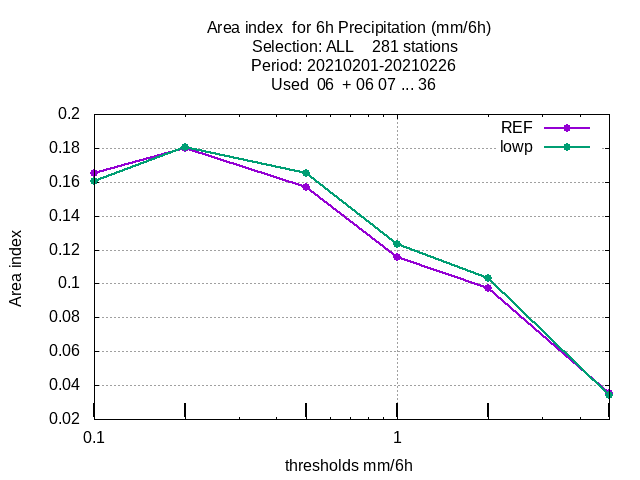 Area index  for 6h Precipitation (mm/6h)
Selection: ALL    281 stations
Period: 20210201-20210226
Used  06  + 06 07 ... 36
REF
lowp
0.2
0.18
0.16
0.14
0.12
0.1
0.08
0.06
0.04
0.02
Area index
0.1
1
thresholds mm/6h